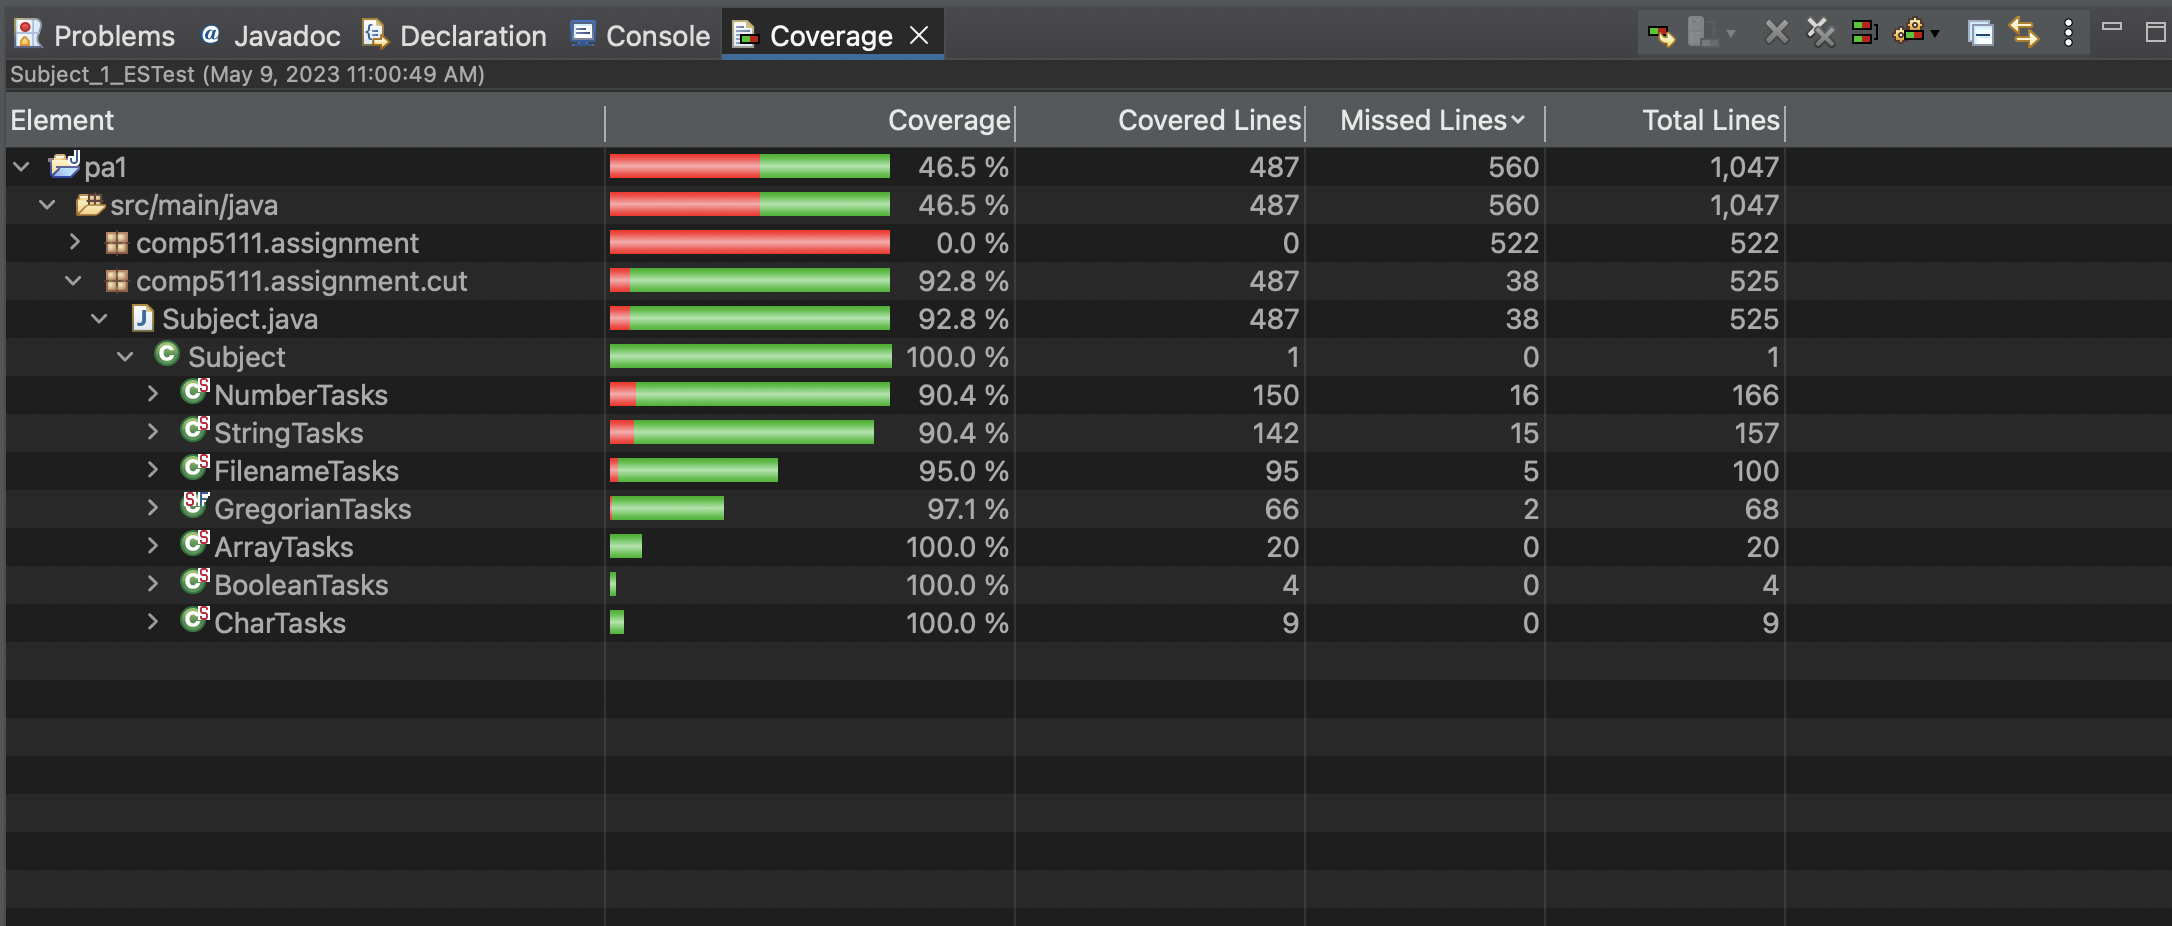 Problems @ Javadoc Declaration Console Coverage
Subject_1_ESTest (May 9, 2023 11:00:49 AM)
Element Coverage Covered Lines Missed Lines Total Lines
pa1 46.5 % 487 560 1,047
src/main/java 46.5 % 487 560 1,047
comp5111.assignment 0.0 % 0 522 522
comp5111.assignment.cut 92.8 % 487 38 525
Subject.java 92.8 % 487 38 525
Subject 100.0 % 1 0 1
NumberTasks 90.4 % 150 16 166
StringTasks 90.4 % 142 15 157
FilenameTasks 95.0 % 95 5 100
GregorianTasks 97.1 % 66 2 68
ArrayTasks 100.0 % 20 0 20
BooleanTasks 100.0 % 4 0 4
CharTasks 100.0 % 9 0 9